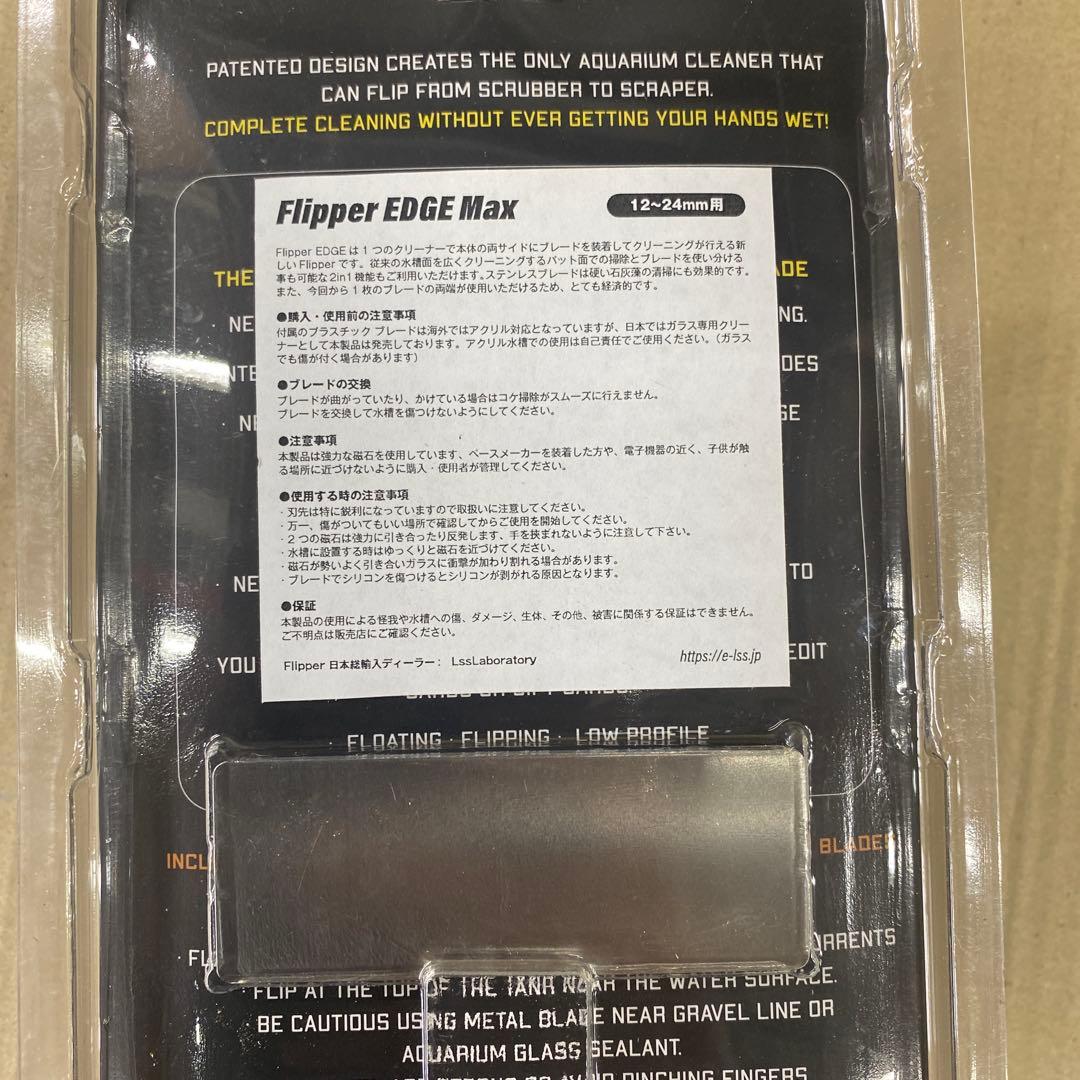 PATENTED DESIGN CREATES THE ONLY AQUARIUM CLEANER THAT
CAN FLIP FROM SCRUBBER TO SCRAPER.
COMPLETE CLEANING WITHOUT EVER GETTING YOUR HANDS WET!
Flipper EDGE Max 12~24mm用
Flipper EDGE は 1 つのクリーナーで本体の両サイドにブレードを装着してクリーニングが行える新
しい Flipper です。従来の水槽面を広くクリーニングするパット面での掃除とブレードを使い分ける
事も可能な2in1 機能もご利用いただけます。ステンレスブレードは硬い石灰藻の清掃にも効果的です。
また、今回から 1 枚のブレードの両端が使用いただけるため、とても経済的です。
●購入・使用前の注意事項
付属のプラスチック ブレードは海外ではアクリル対応となっていますが、日本ではガラス専用クリー
ナーとして本製品は発売しております。アクリル水槽での使用は自己責任でご使用ください。（ガラス
でも傷が付く場合があります）
●ブレードの交換
ブレードが曲がっていたり、かけている場合はコケ掃除がスムーズに行えません。
ブレードを交換して水槽を傷つけないようにしてください。
●注意事項
本製品は強力な磁石を使用しています、ペースメーカーを装着した方や、電子機器の近く、子供が触
る場所に近づけないように購入・使用者が管理してください。
●使用する時の注意事項
・刃先は特に鋭利になっていますので取扱いに注意してください。
・万一、傷がついてもいい場所で確認してからご使用を開始してください。
・２つの磁石は強力に引き合ったり反発します、手を挟まれないように注意して下さい。
・水槽に設置する時はゆっくりと磁石を近づけてください。
・磁石が勢いよく引き合いガラスに衝撃が加わり割れる場合があります。
・ブレードでシリコンを傷つけるとシリコンが剥がれる原因となります。
●保証
本製品の使用による怪我や水槽への傷、ダメージ、生体、その他、被害に関係する保証はできません。
ご不明点は販売店にご確認ください。
Flipper 日本総輸入ディーラー： LssLaboratory https://e-lss.jp
THE
NE
NG.
NE
TO
YOU
EDIT
FLOATING · FLIPPING · LOW PROFILE
BLADES
FLIP AT THE TOP OF THE TANK NEAR THE WATER SURFACE.
BE CAUTIOUS USING METAL BLADE NEAR GRAVEL LINE OR
AQUARIUM GLASS SEALANT.
PINCHING FINGERS